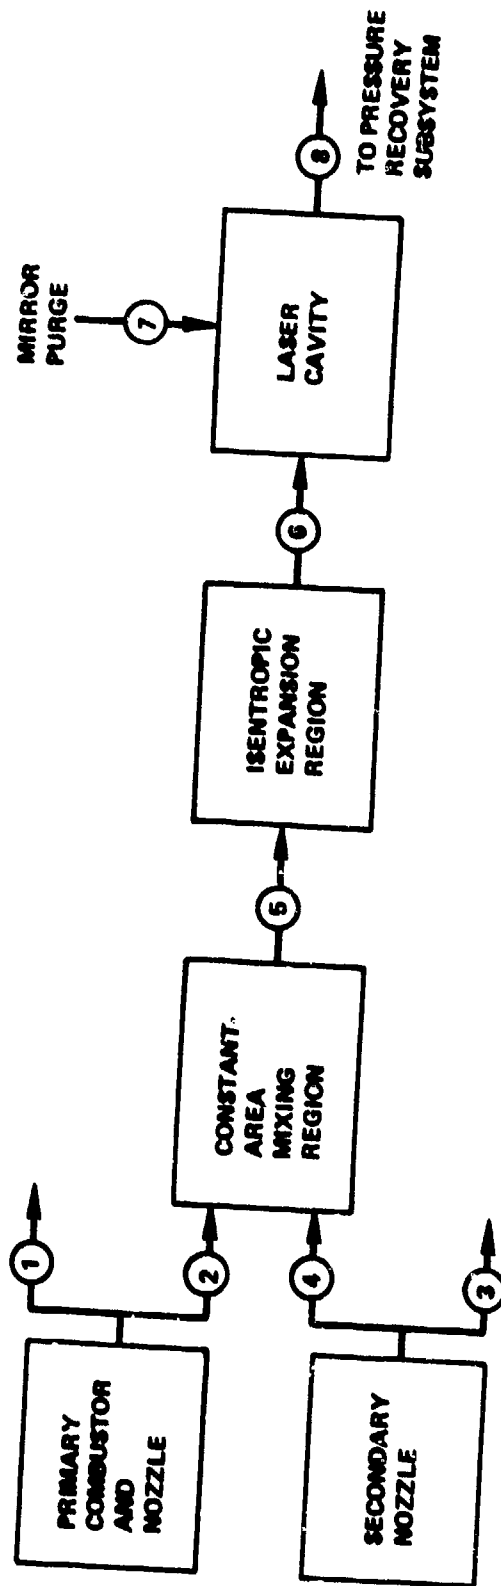 PRIMARY
COMBUSTOR
AND
NOZZLE
1
2
SECONDARY
NOZZLE
4
3
CONSTANT-
AREA
MIXING
REGION
5
ISENTROPIC
EXPANSION
REGION
6
MIRROR
PURGE
7
LASER
CAVITY
8
TO PRESSURE
RECOVERY
SUBSYSTEM